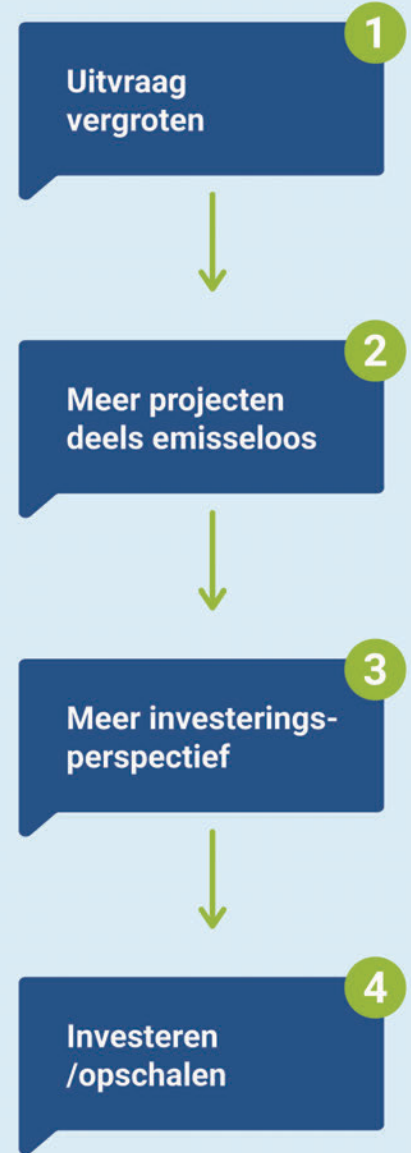 1
Uitvraag
vergroten
2
Meer projecten
deels emisseloos
3
Meer investerings-
perspectief
4
Investeren
/opschalen